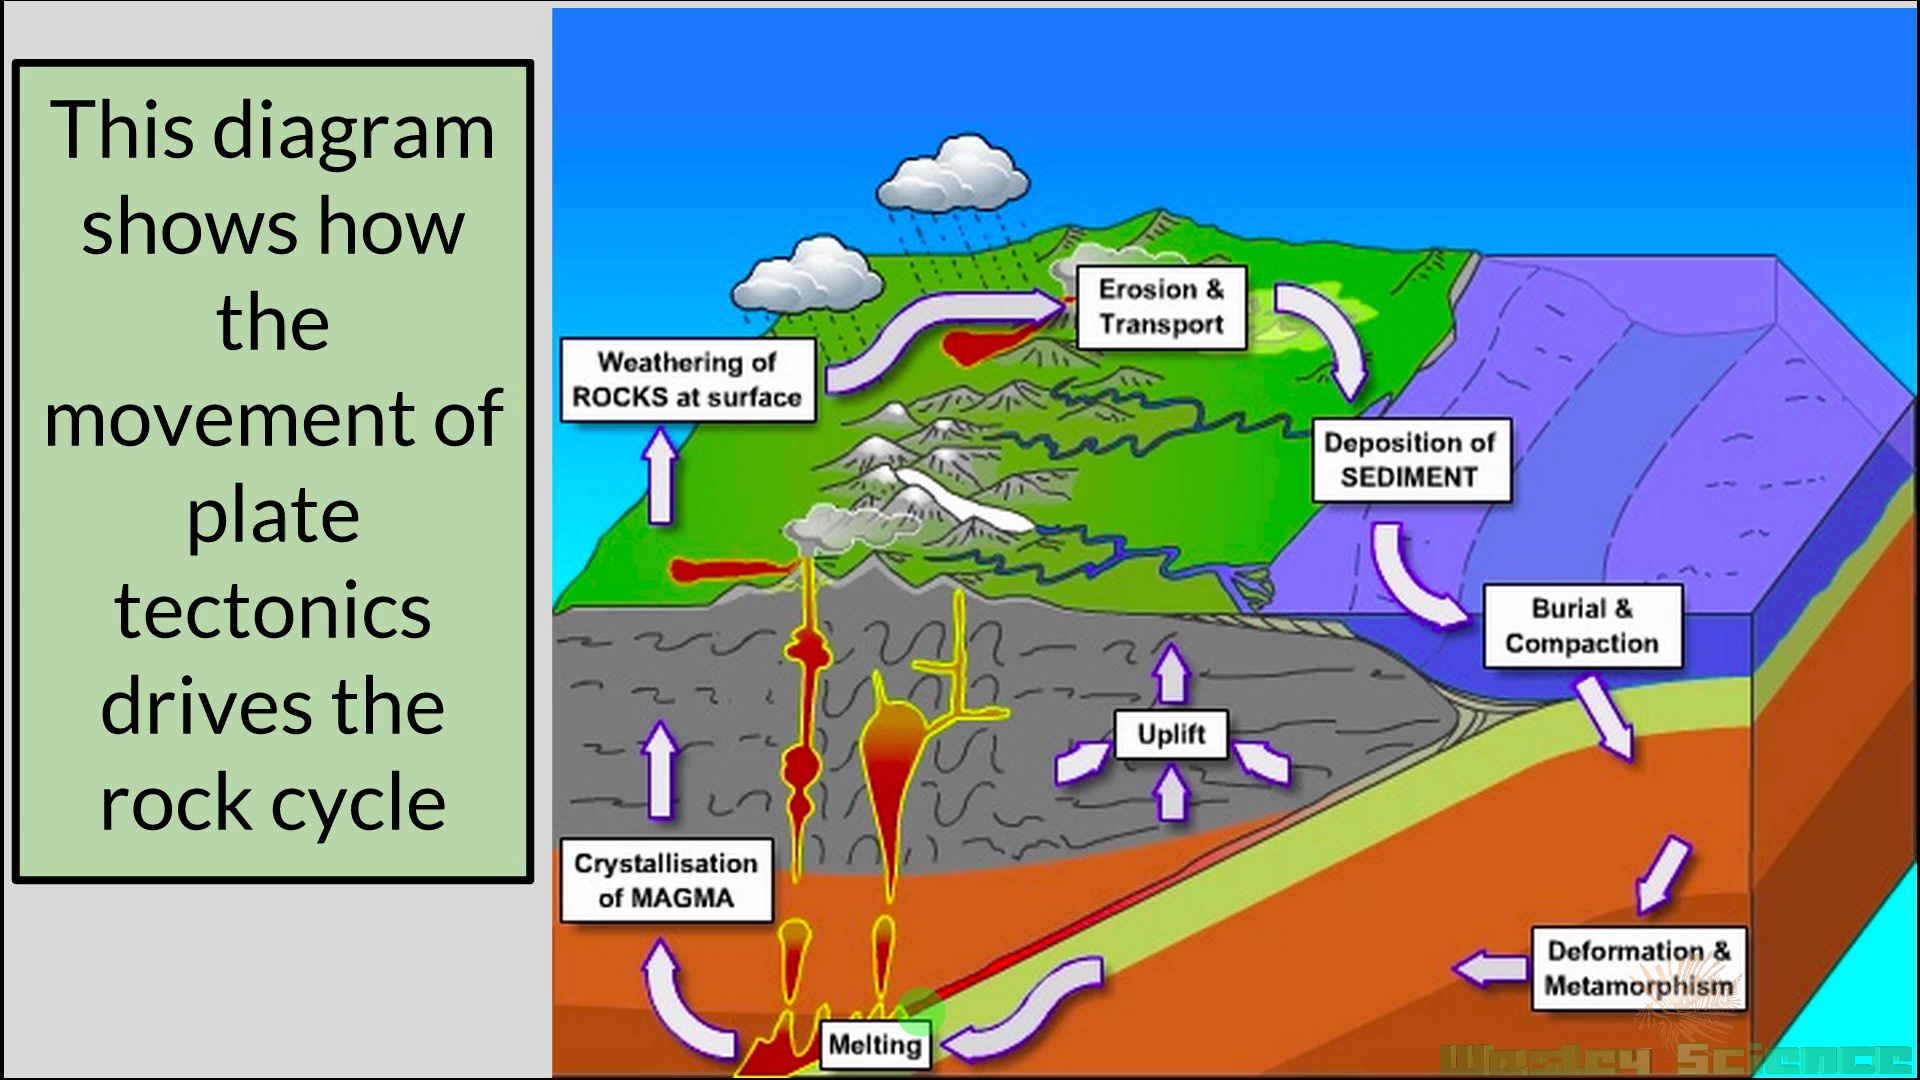 This diagram
shows how
the
movement of
plate
tectonics
drives the
rock cycle
Weathering of
ROCKS at surface
Erosion &
Transport
Deposition of
SEDIMENT
Burial &
Compaction
Uplift
Crystallisation
of MAGMA
Deformation &
Metamorphism
Melting
Wasley Science